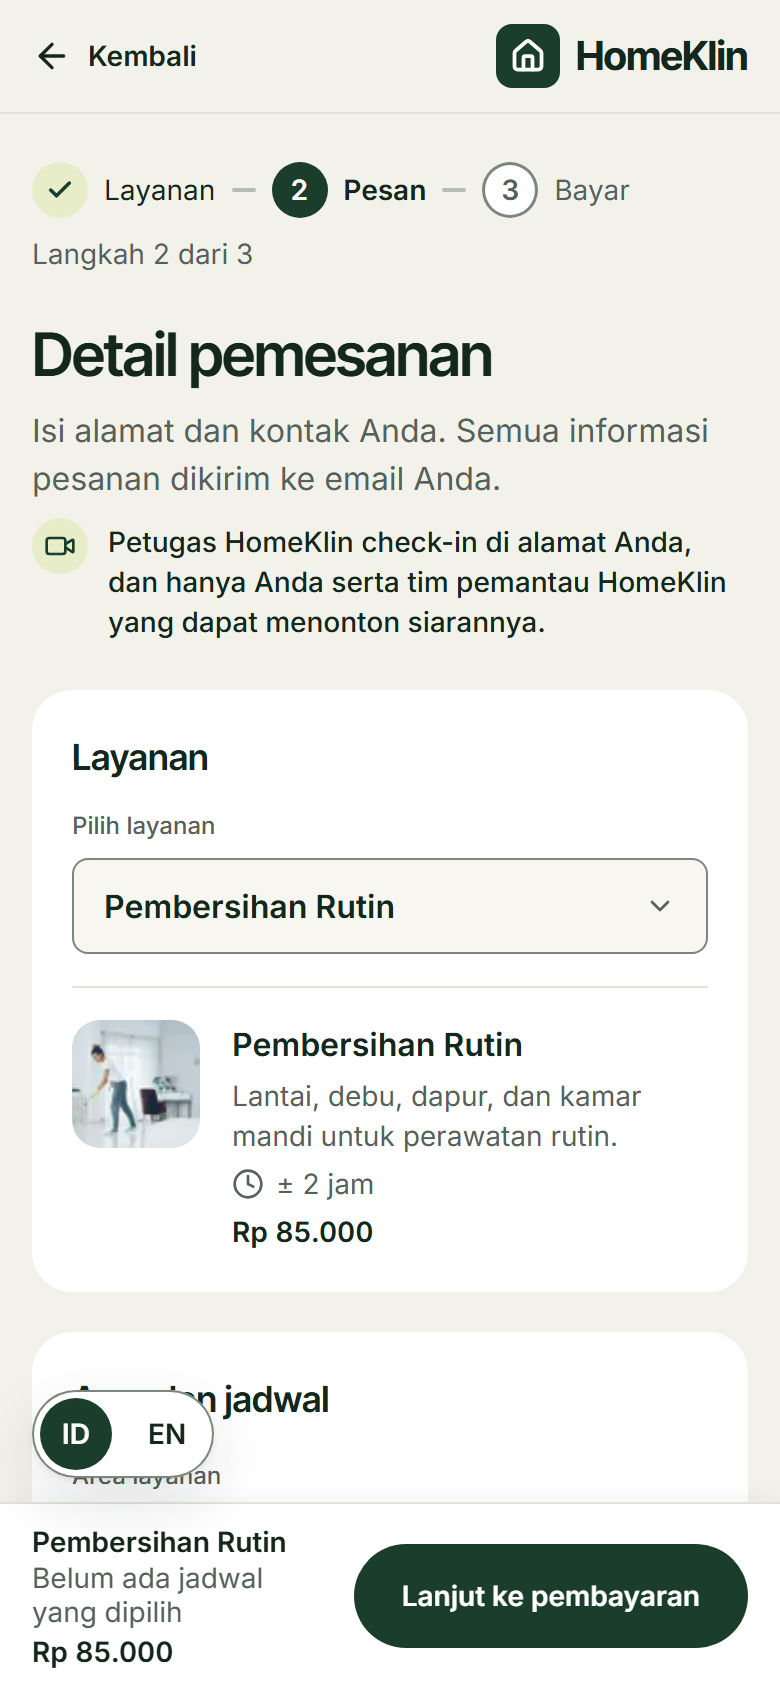 Kembali
HomeKlin
Layanan
2
Pesan
3
Bayar
Langkah 2 dari 3
Detail pemesanan
Isi alamat dan kontak Anda. Semua informasi
pesanan dikirim ke email Anda.
Petugas HomeKlin check-in di alamat Anda,
dan hanya Anda serta tim pemantau HomeKlin
yang dapat menonton siarannya.
Layanan
Pilih layanan
Pembersihan Rutin
Pembersihan Rutin
Lantai, debu, dapur, dan kamar
mandi untuk perawatan rutin.
± 2 jam
Rp 85.000
jadwal
ID
EN
Area layanan
Pembersihan Rutin
Belum ada jadwal
yang dipilih
Rp 85.000
Lanjut ke pembayaran